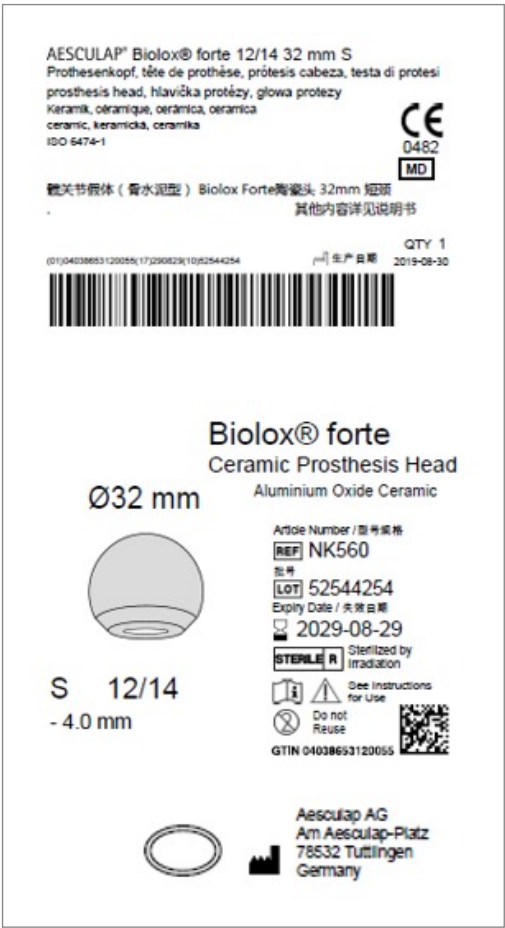 AESCULAP® Biolox® forte 12/14 32 mm S
Prothesenkopf, tête de prothèse, prótesis cabeza, testa di protesi
prosthesis head, hlavička protézy, głowa protezy
Keramik, céramique, cerámica, ceramica
ceramic, keramická, ceramika
ISO 6474-1
CE
0482
MD
髋关节假体（骨水泥型） Biolox Forte陶瓷头 32mm 短颈
. 其他内容详见说明书
QTY 1
(01)04038653120055(17)290829(10)52544254 生产日期 2019-08-30
Biolox® forte
Ceramic Prosthesis Head
Aluminium Oxide Ceramic
Ø32 mm
Article Number / 型号规格
REF NK560
批号
LOT 52544254
Expiry Date / 失效日期
2029-08-29
STERILE R Sterilized by
Irradiation
See Instructions
for Use
Do not
Reuse
GTIN 04038653120055
S 12/14
- 4.0 mm
Aesculap AG
Am Aesculap-Platz
78532 Tuttlingen
Germany